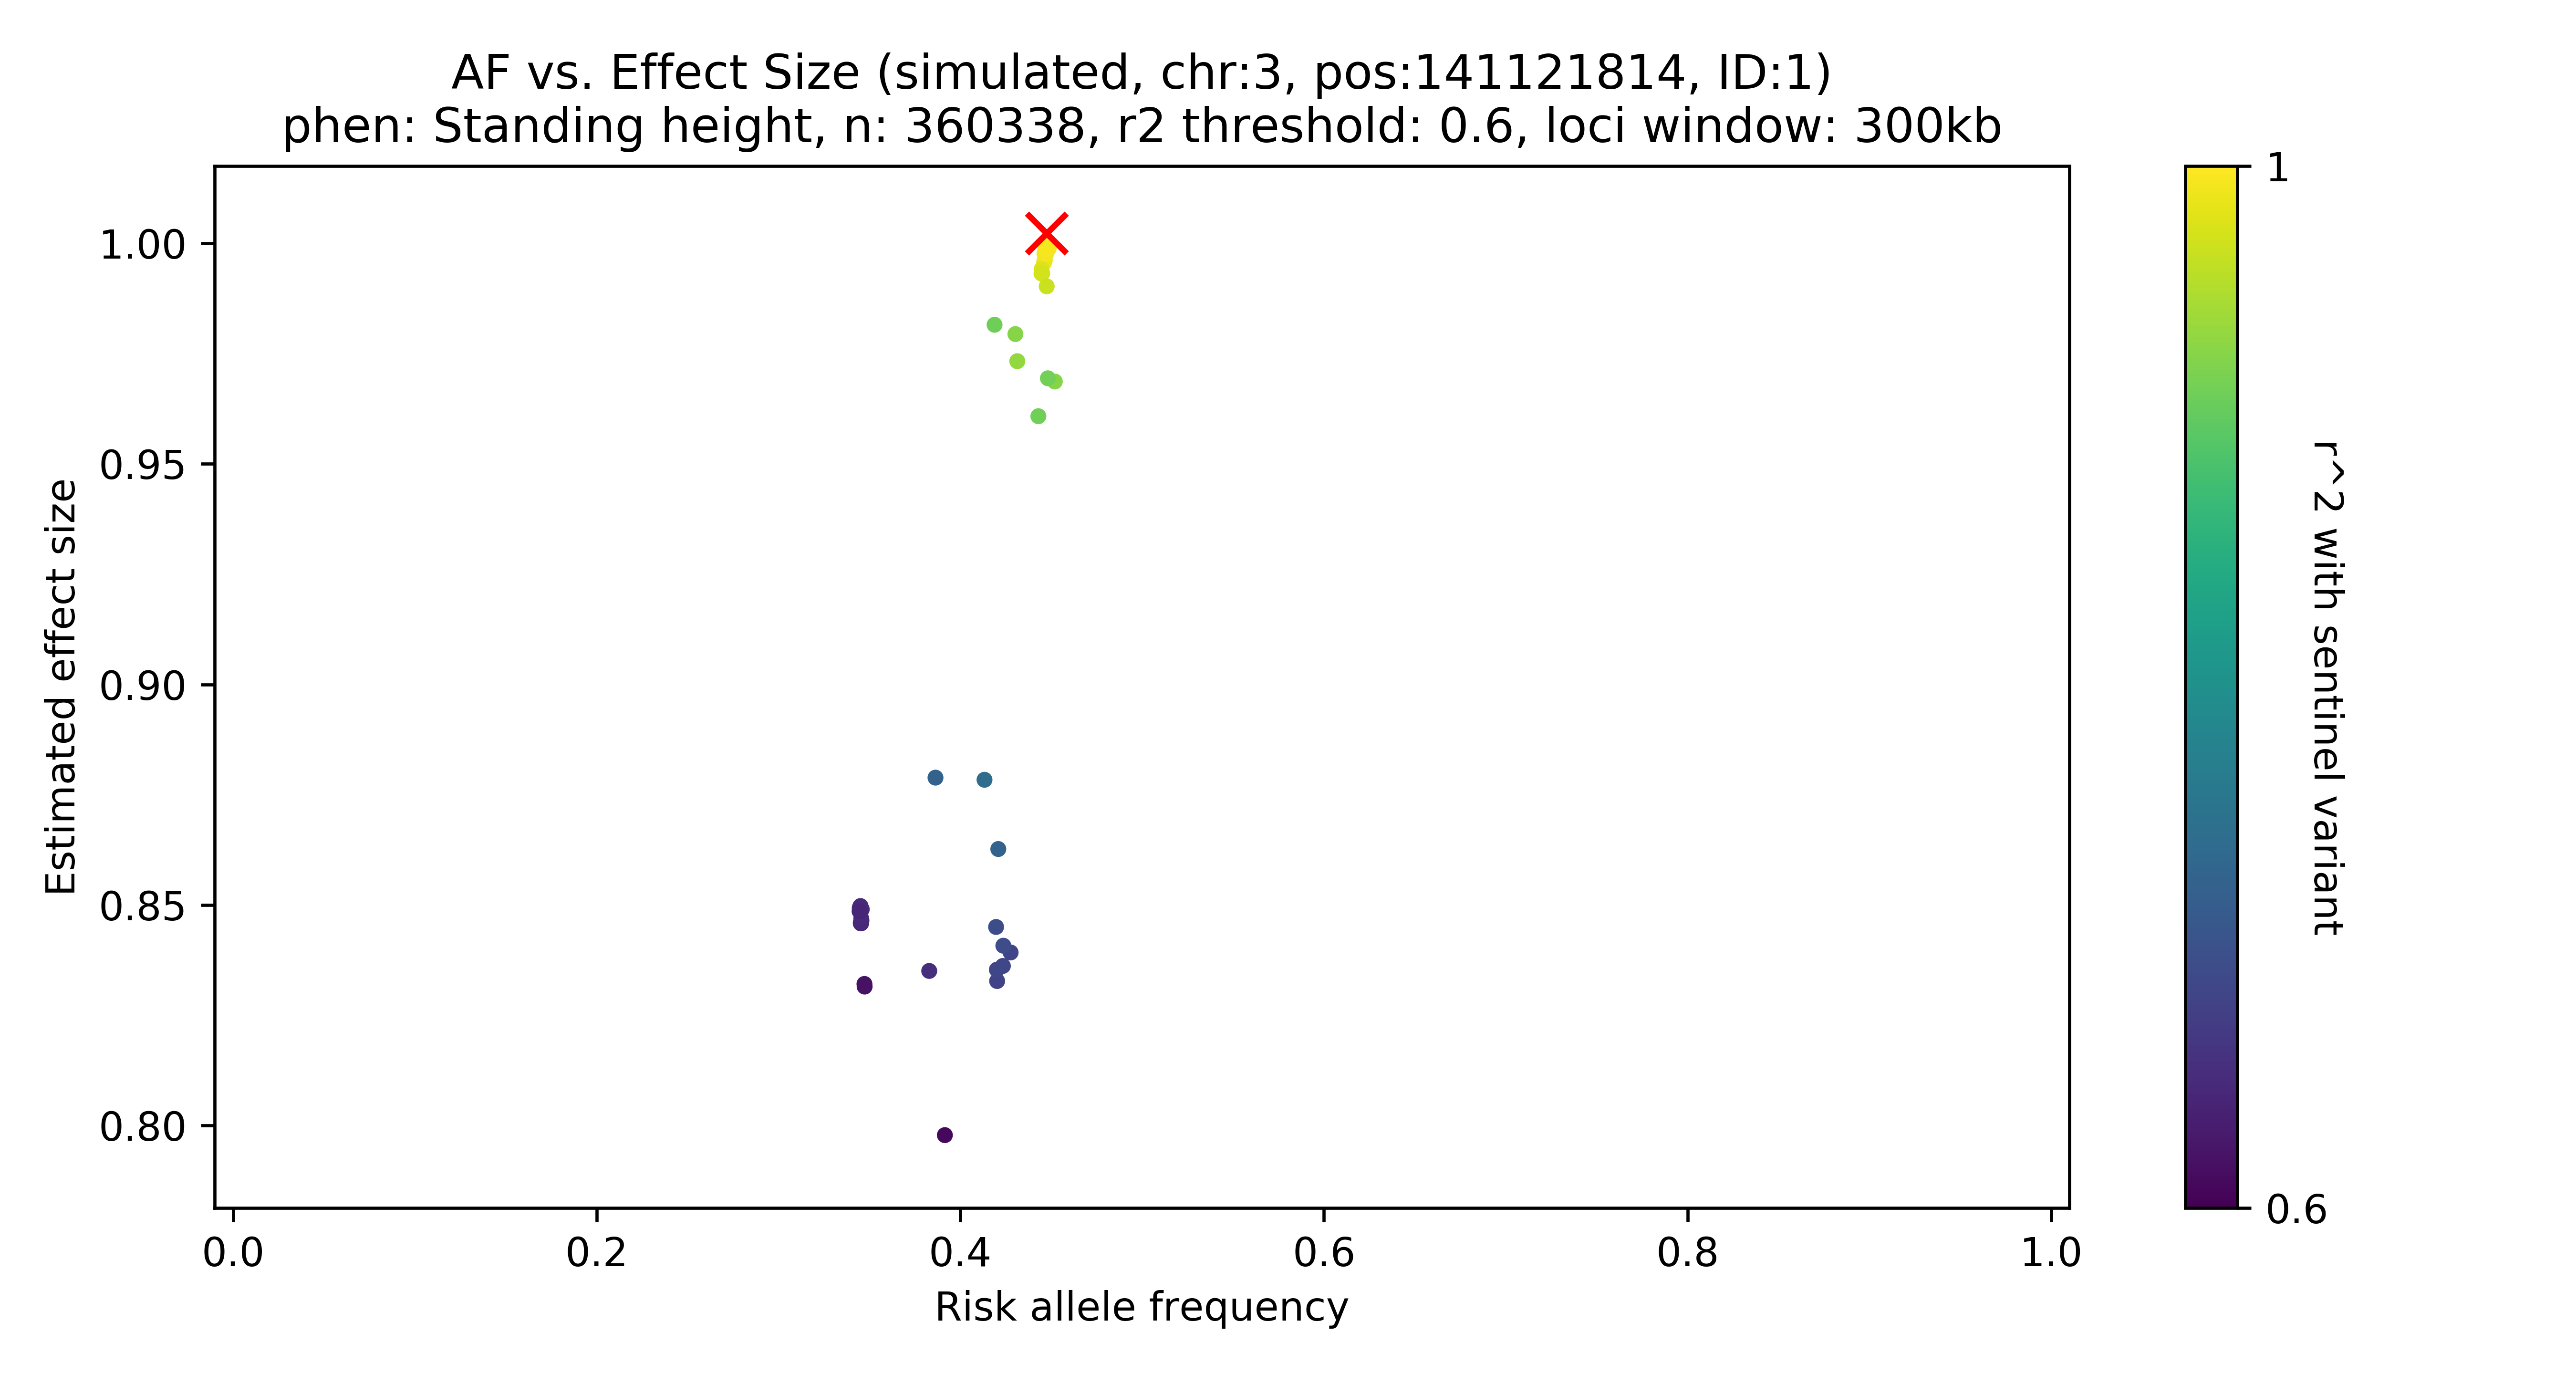 AF vs. Effect Size (simulated, chr:3, pos:141121814, ID:1)
phen: Standing height, n: 360338, r2 threshold: 0.6, loci window: 300kb
1.00
0.95
0.90
0.85
0.80
Estimated effect size
0.0
0.2
0.4
0.6
0.8
1.0
Risk allele frequency
1
0.6
r^2 with sentinel variant